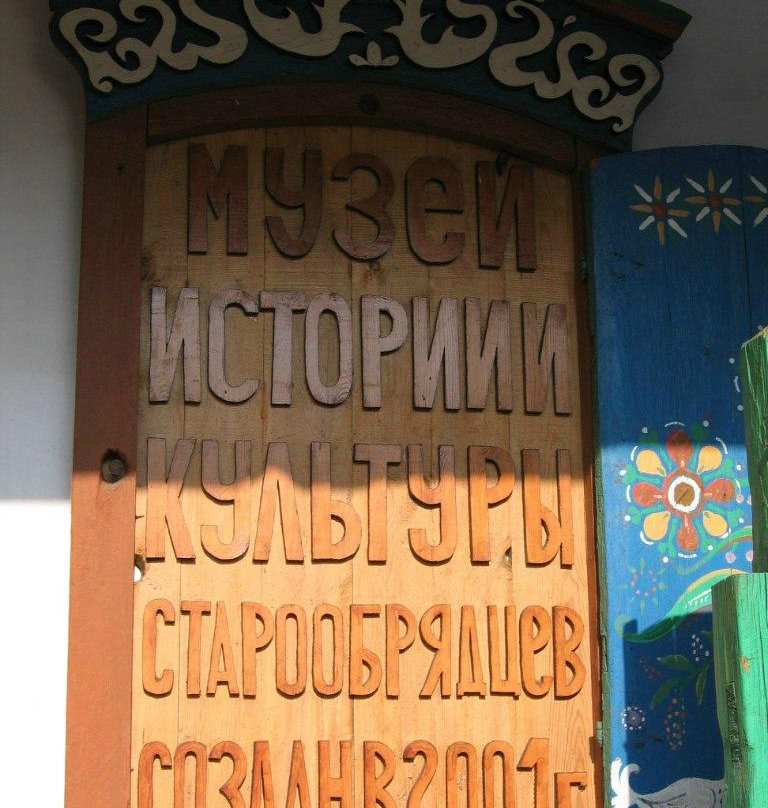 МУЗЕЙ
ИСТОРИИ И
КУЛЬТУРЫ
СТАРООБРЯДЦЕВ
СОЗДАН В 2001 г